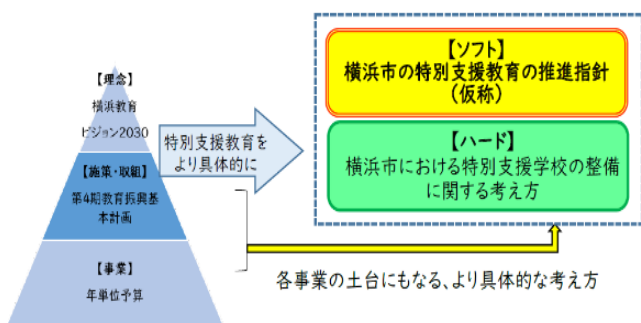 【理念】
横浜教育
ビジョン2030
【施策・取組】
第4期教育振興基
本計画
【事業】
年単位予算
特別支援教育を
より具体的に
【ソフト】
横浜市の特別支援教育の推進指針
（仮称）
【ハード】
横浜市における特別支援学校の整備
に関する考え方
各事業の土台にもなる、より具体的な考え方